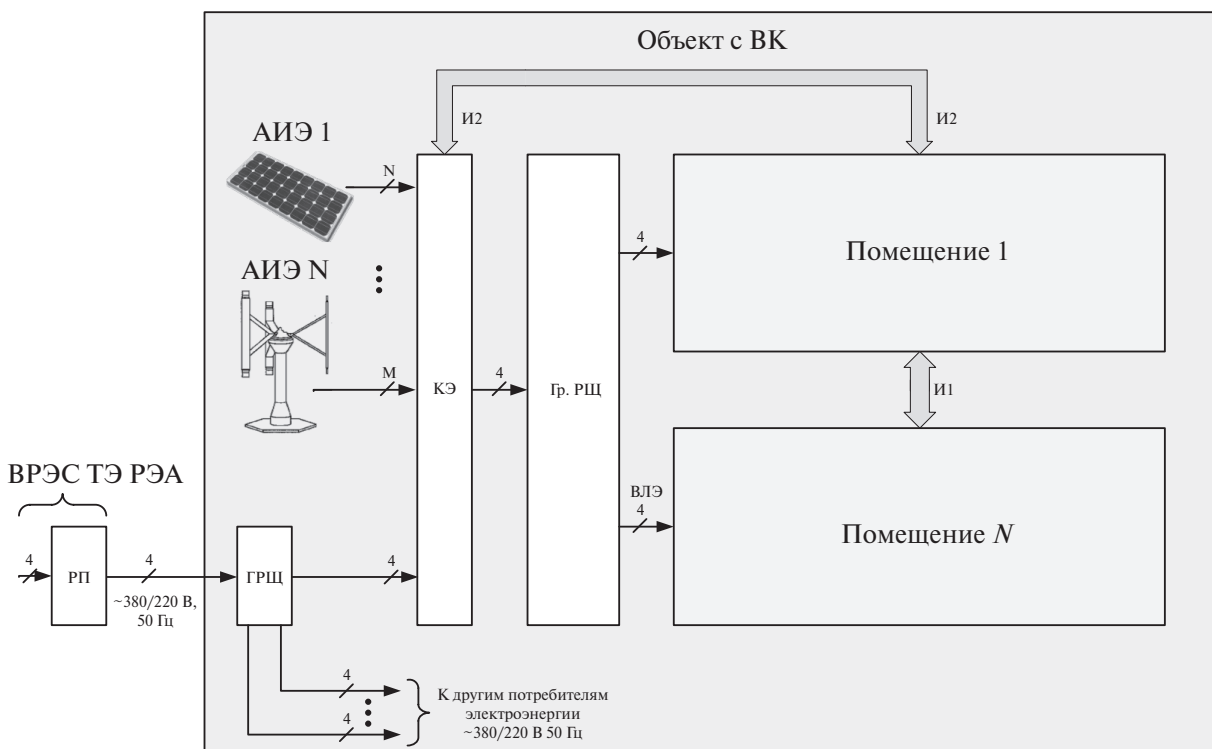 Объект с ВК
И2
И2
АИЭ 1
N
4
Помещение 1
АИЭ N
M
КЭ
4
Гр. РЩ
И1
ВРЭС ТЭ РЭА
ВЛЭ
4
Помещение N
4
РП
4
~380/220 В,
50 Гц
ГРЩ
4
4
4
К другим потребителям
электроэнергии
~380/220 В 50 Гц